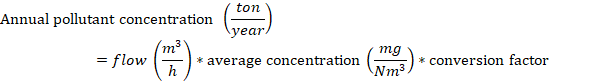 Annual pollutant concentration (ton/year)
= flow (m³/h) * average concentration (mg/Nm³) * conversion factor